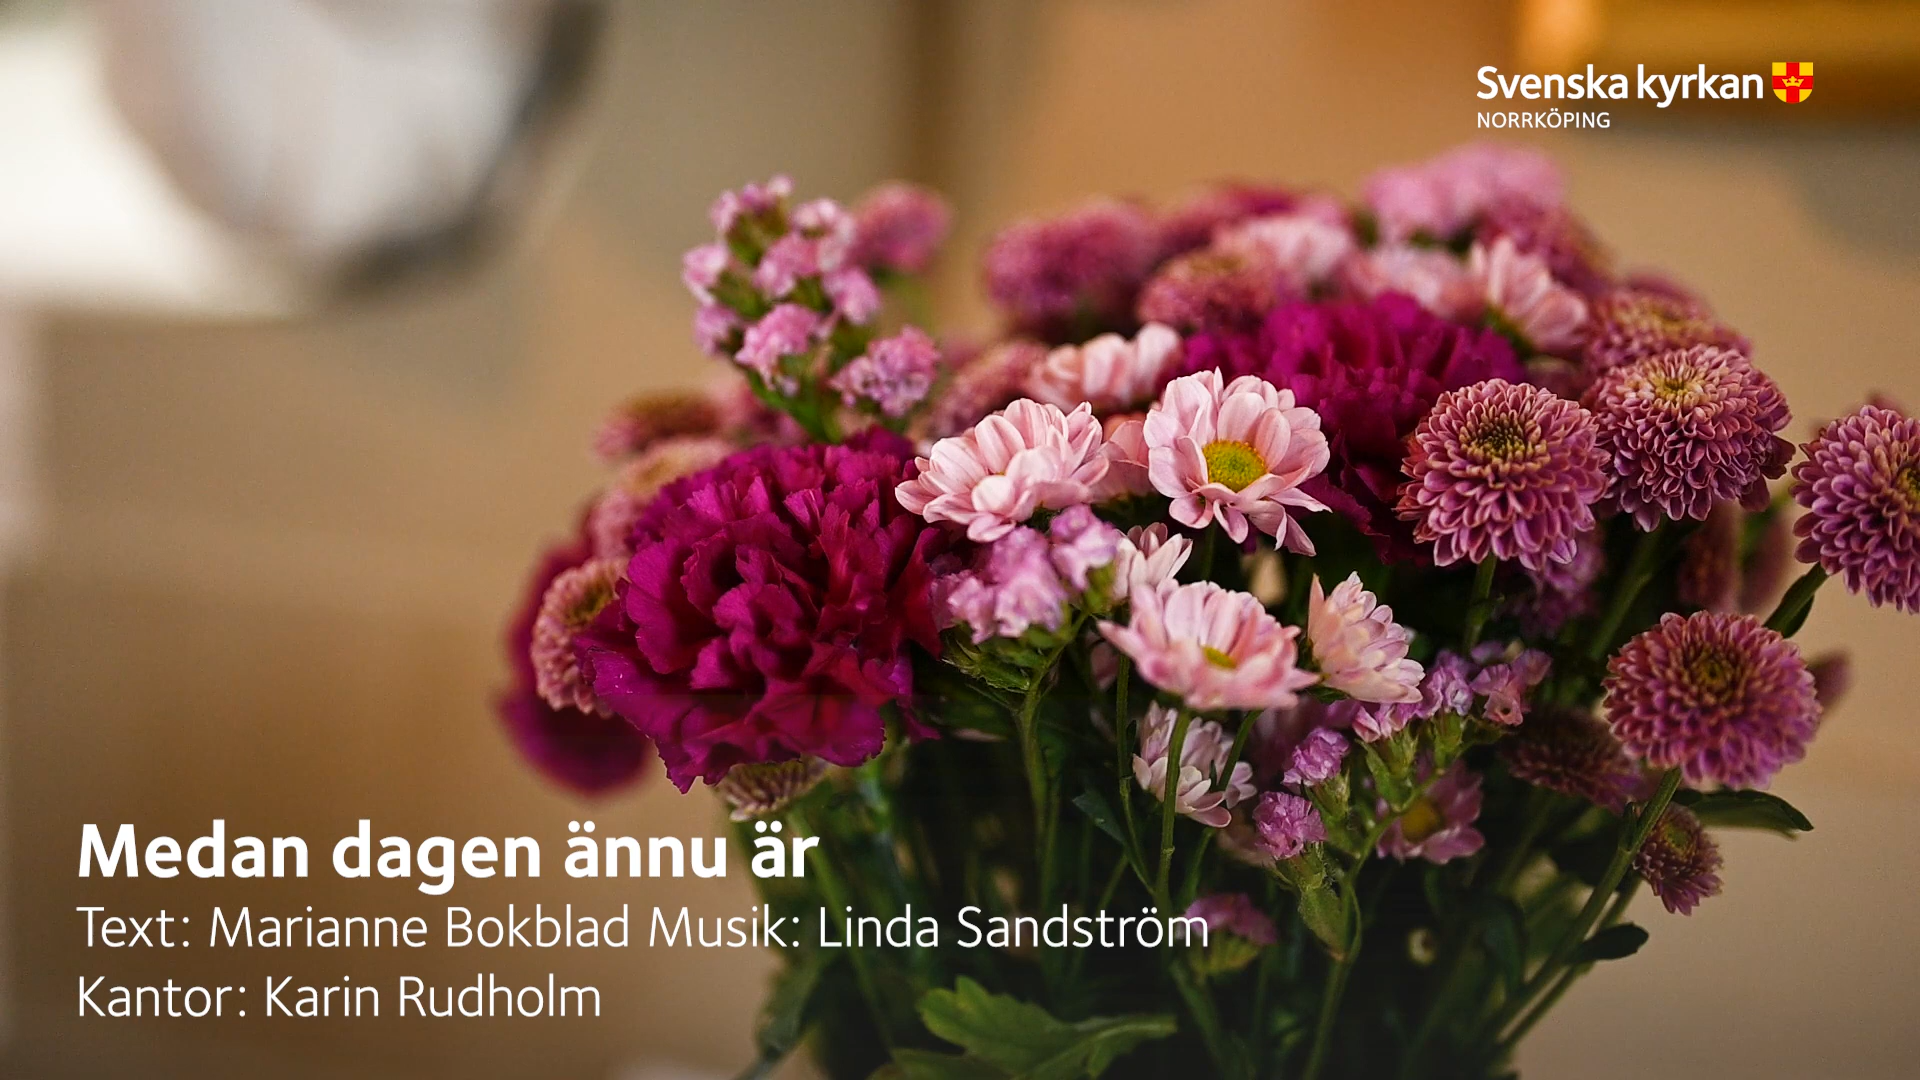 Svenska kyrkan
NORRKÖPING
Medan dagen ännu är
Text: Marianne Bokblad Musik: Linda Sandström
Kantor: Karin Rudholm